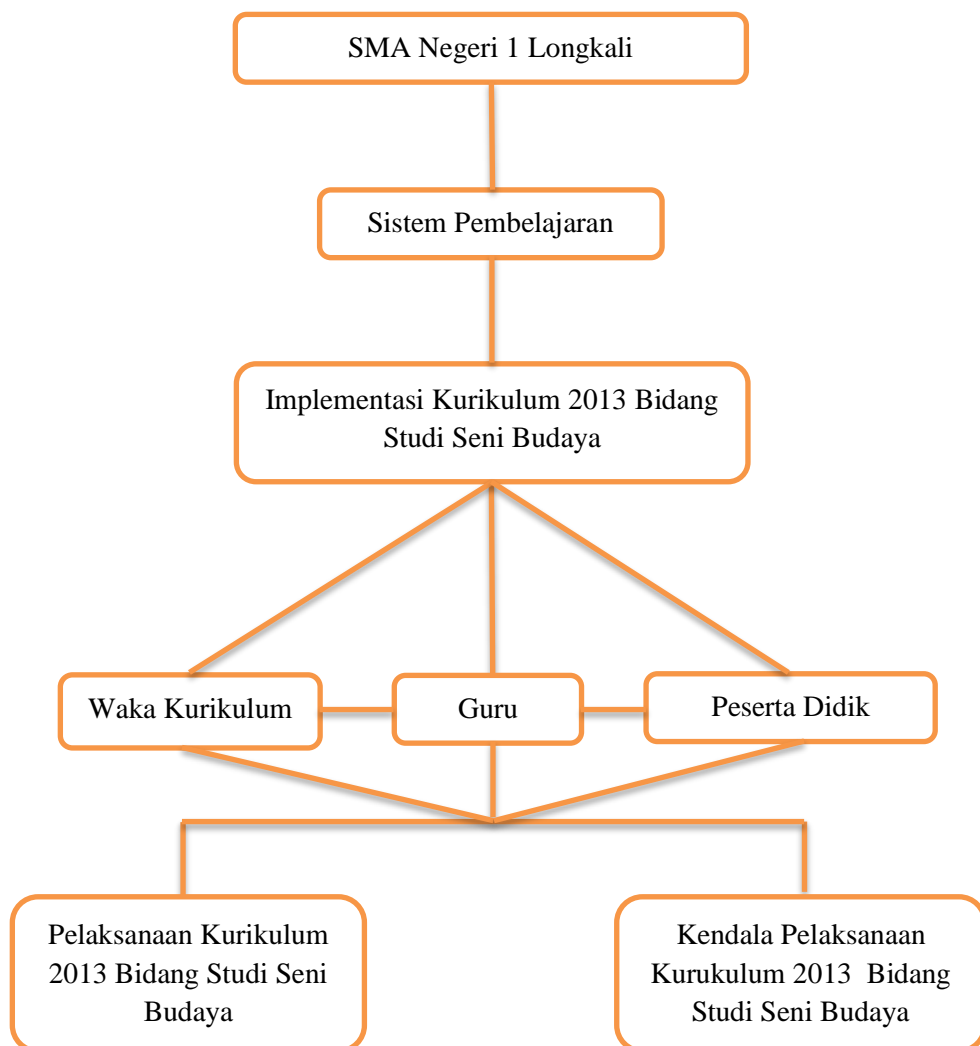 SMA Negeri 1 Longkali
Sistem Pembelajaran
Implementasi Kurikulum 2013 Bidang
Studi Seni Budaya
Waka Kurikulum
Guru
Peserta Didik
Pelaksanaan Kurikulum
2013 Bidang Studi Seni
Budaya
Kendala Pelaksanaan
Kurukulum 2013  Bidang
Studi Seni Budaya